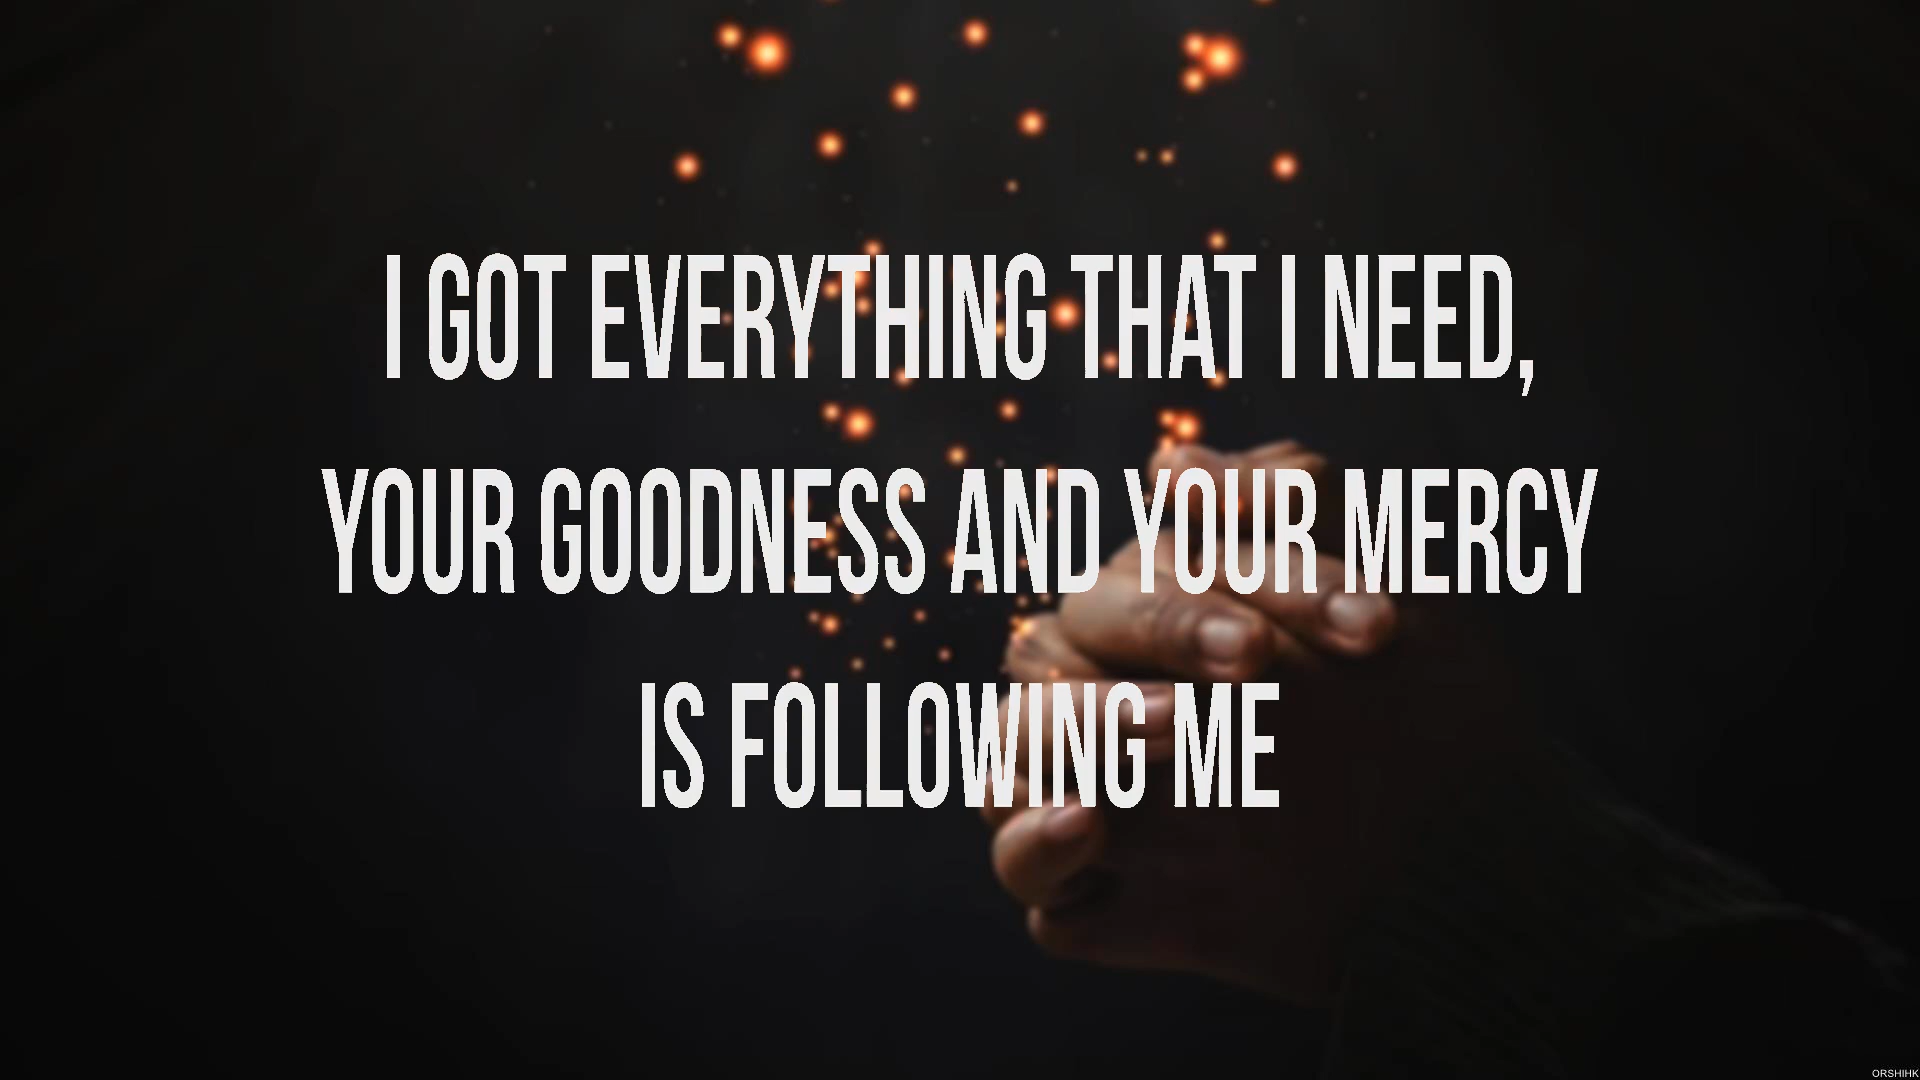 I GOT EVERYTHING THAT I NEED,
YOUR GOODNESS AND YOUR MERCY
IS FOLLOWING ME
ORSHIHK